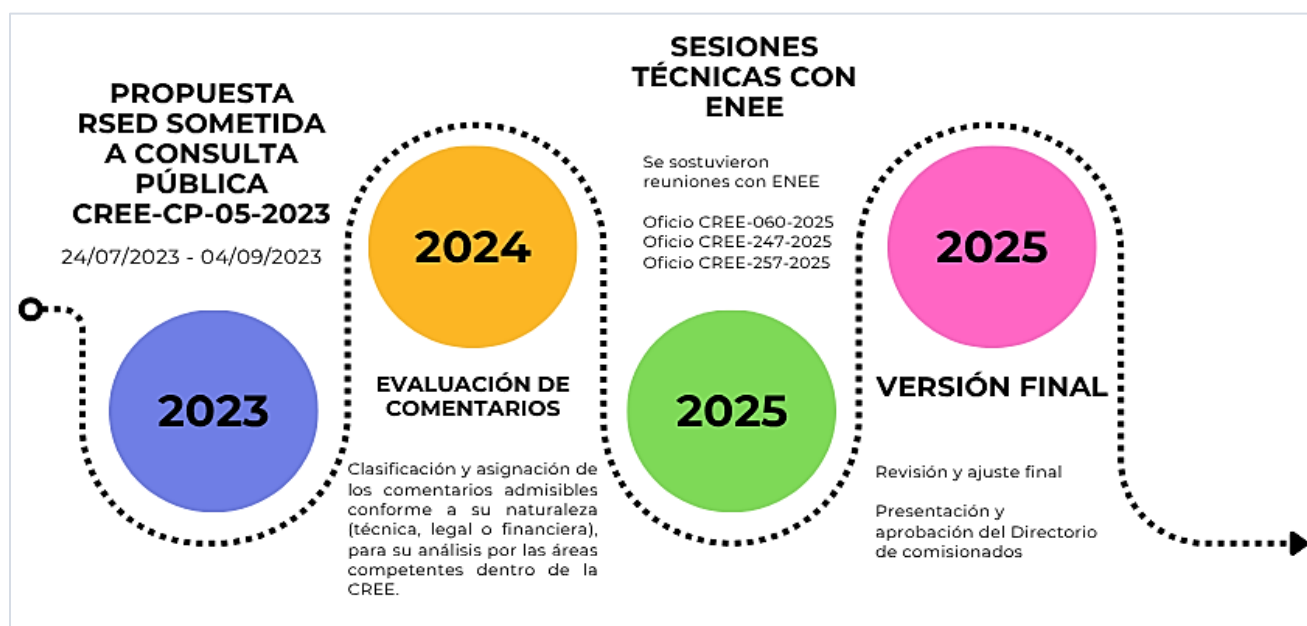 PROPUESTA
RSED SOMETIDA
A CONSULTA
PÚBLICA
CREE-CP-05-2023
24/07/2023 - 04/09/2023
2023
2024
EVALUACIÓN DE
COMENTARIOS
Clasificación y asignación de
los comentarios admisibles
conforme a su naturaleza
(técnica, legal o financiera),
para su análisis por las áreas
competentes dentro de la
CREE.
SESIONES
TÉCNICAS CON
ENEE
Se sostuvieron
reuniones con ENEE
Oficio CREE-060-2025
Oficio CREE-247-2025
Oficio CREE-257-2025
2025
2025
VERSIÓN FINAL
Revisión y ajuste final
Presentación y
aprobación del Directorio
de comisionados